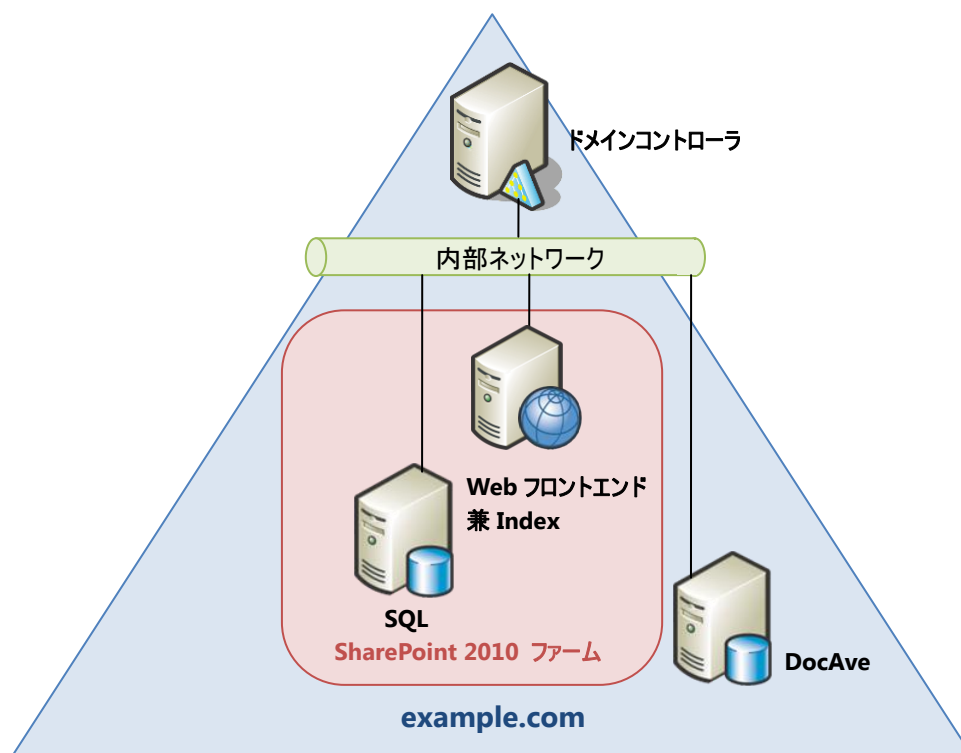 ドメインコントローラ
内部ネットワーク
Web フロントエンド
兼 Index
SQL
SharePoint 2010 ファーム
DocAve
example.com